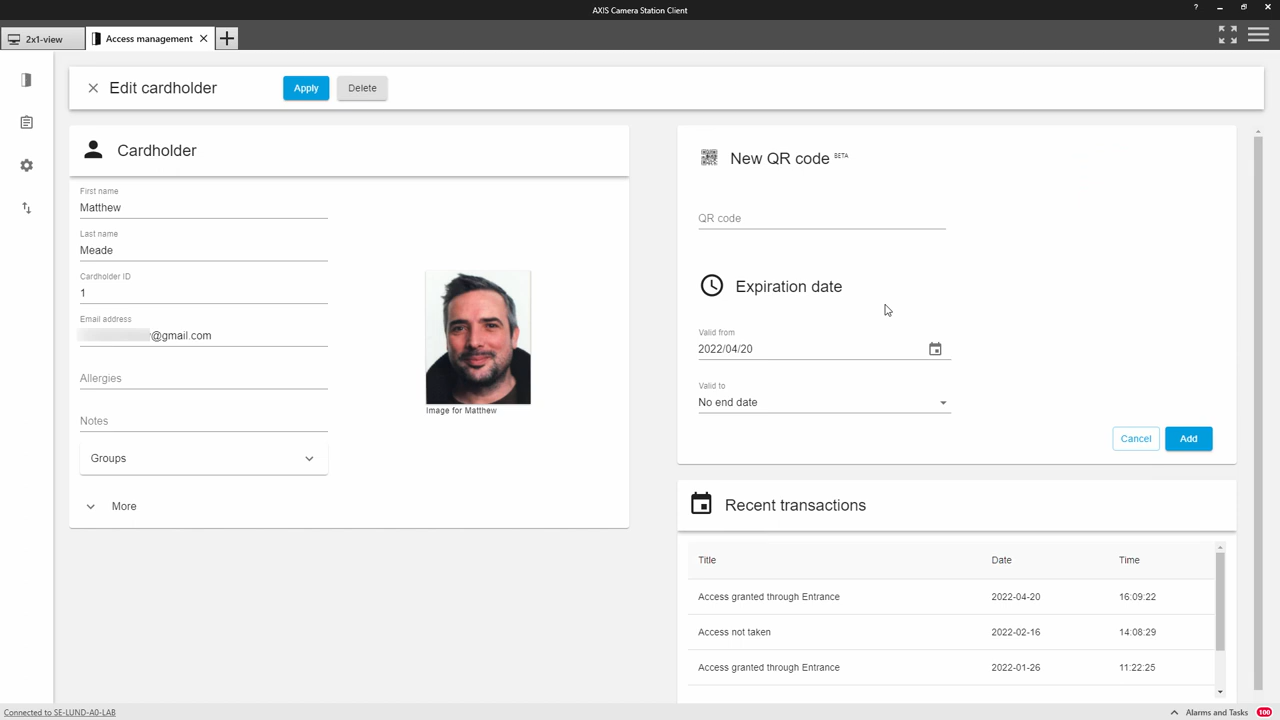 AXIS Camera Station Client
2x1-view
Access management
Edit cardholder
Apply
Delete
Cardholder
First name
Matthew
Last name
Meade
Cardholder ID
1
Email address
@gmail.com
Allergies
Notes
Groups
More
Image for Matthew
New QR code BETA
QR code
Expiration date
Valid from
2022/04/20
Valid to
No end date
Cancel
Add
Recent transactions
Title Date Time
Access granted through Entrance 2022-04-20 16:09:22
Access not taken 2022-02-16 14:08:29
Access granted through Entrance 2022-01-26 11:22:25
Connected to SE-LUND-A0-LAB
Alarms and Tasks 100